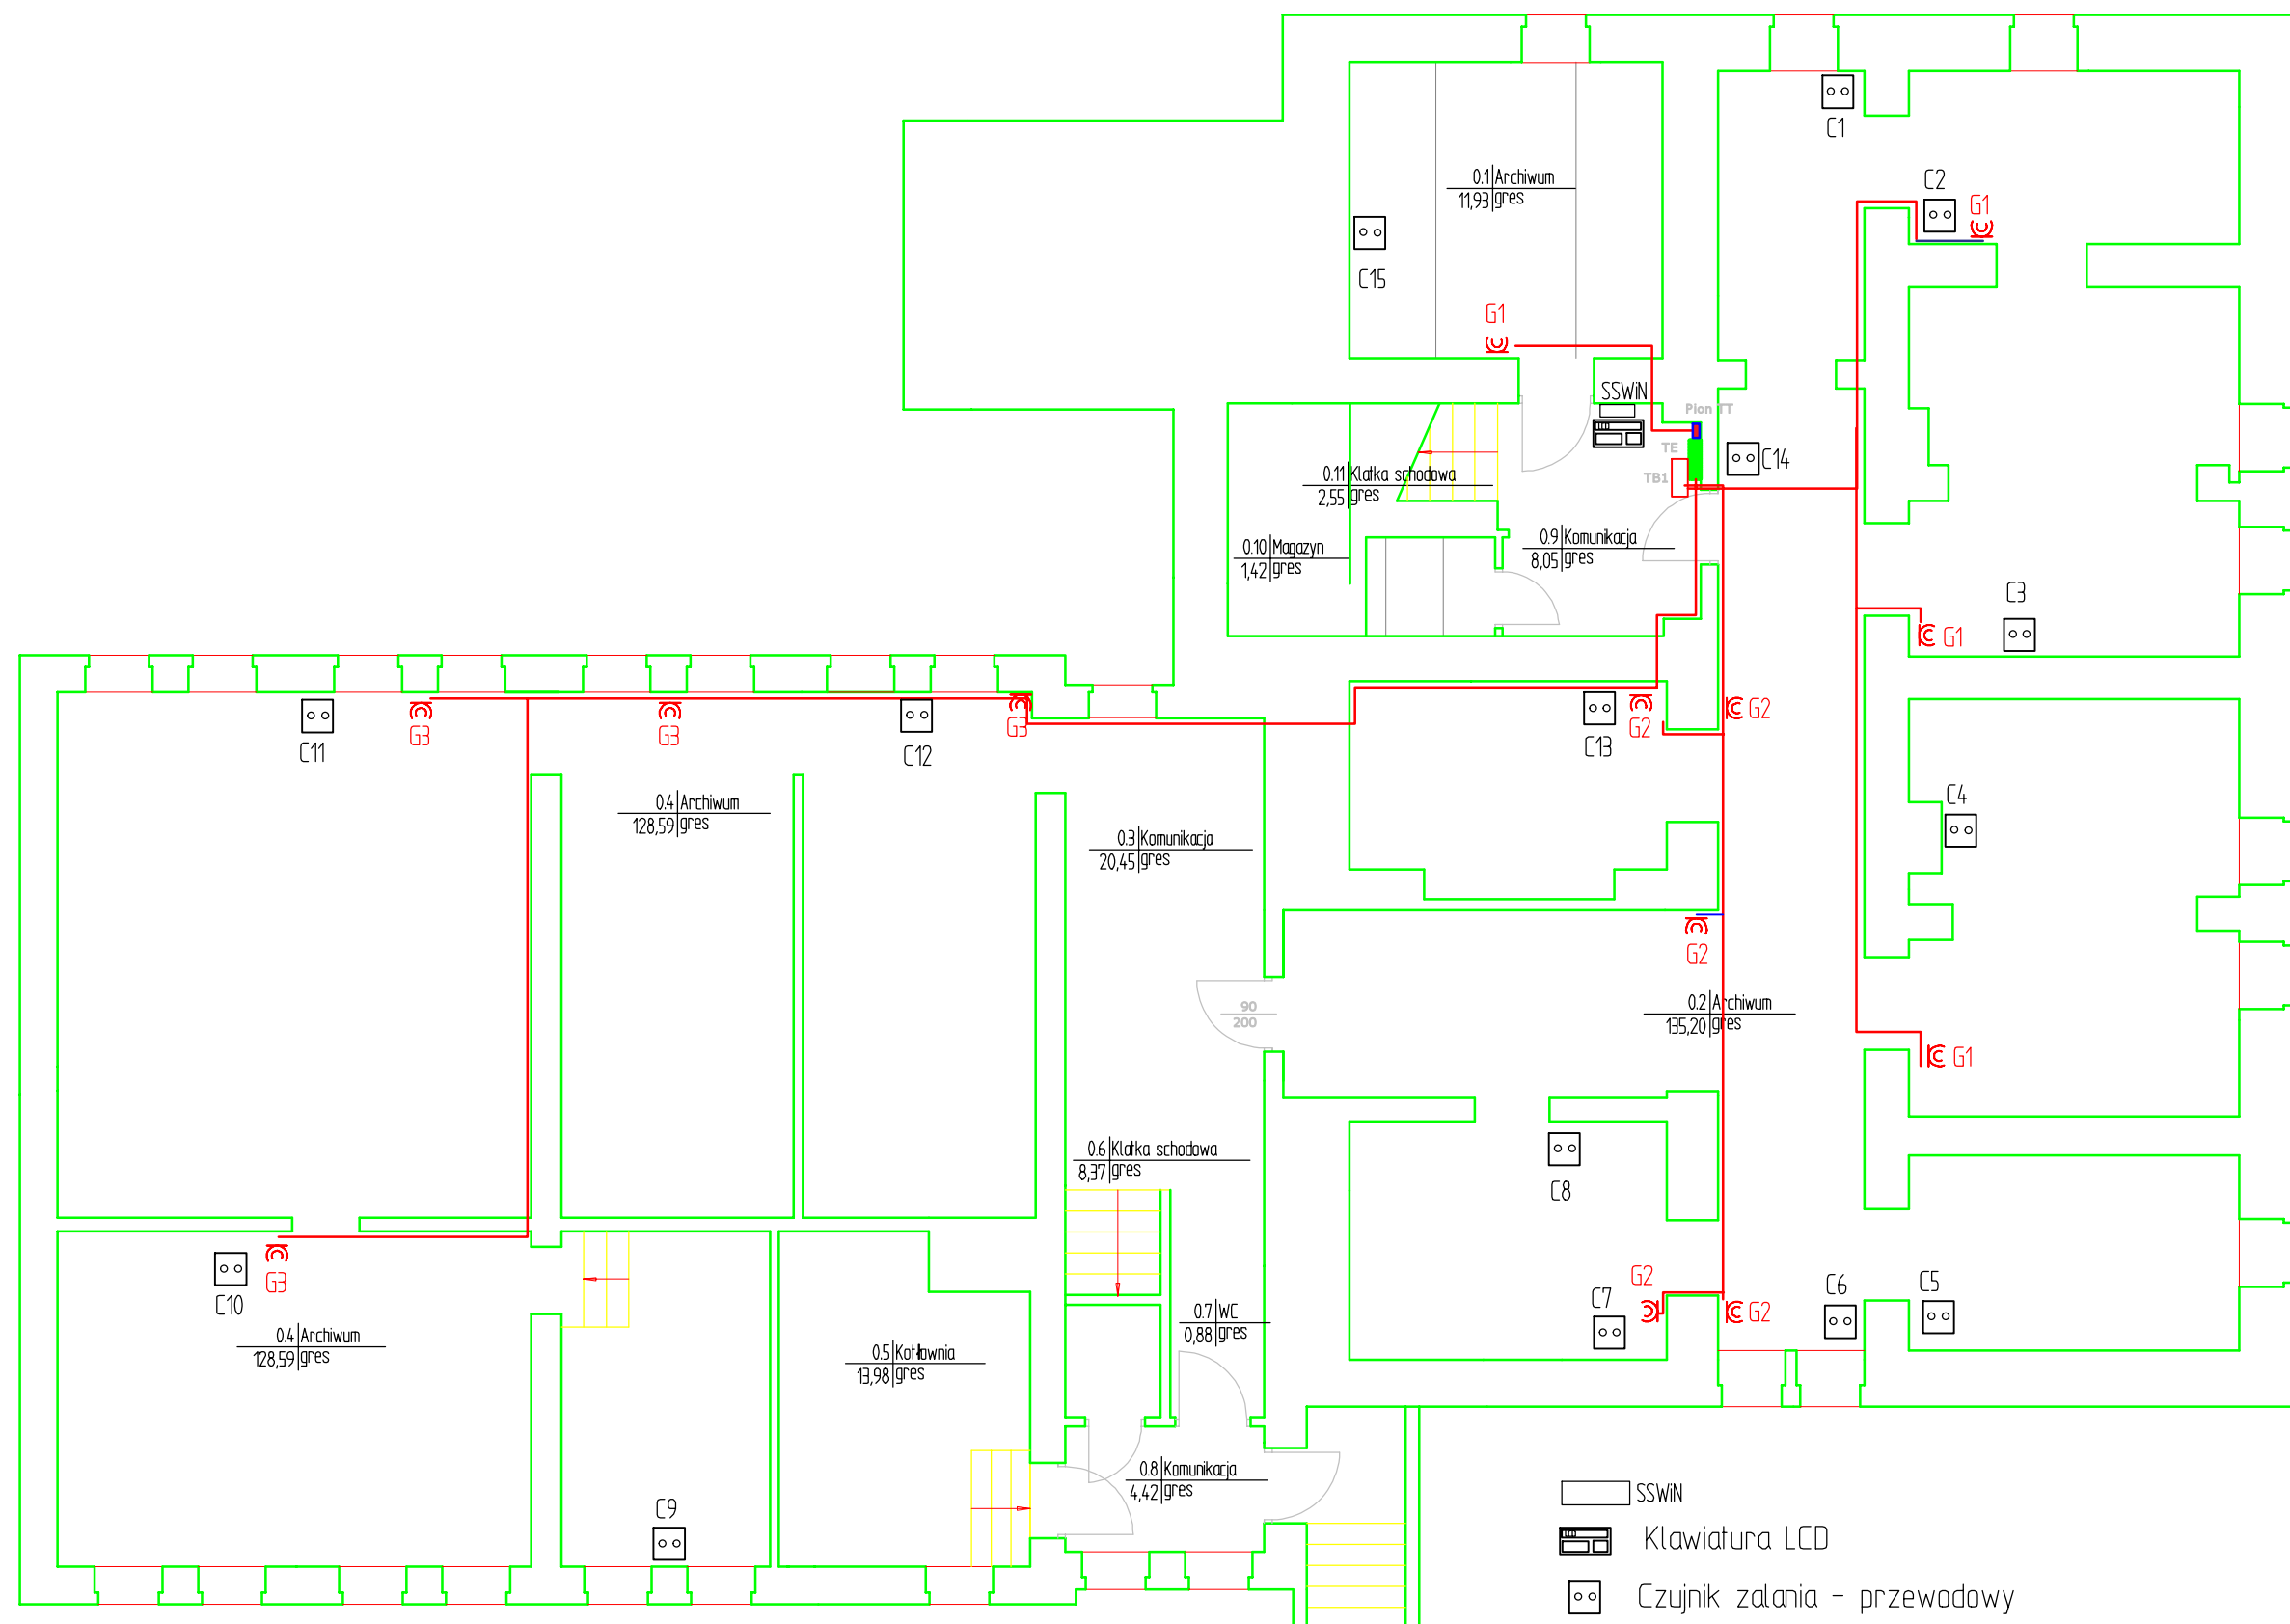 C1
C2
G1
0.1 Archiwum
11,93 gres
C15
G1
SSWiN
Pion TT
TE
C14
TB1
0.11 Klatka schodowa
2,55 gres
0.9 Komunikacja
8,05 gres
0.10 Magazyn
1,42 gres
C3
G1
C11
G3
G3
C12
G3
C13
G2
G2
0.4 Archiwum
128,59 gres
C4
0.3 Komunikacja
20,45 gres
G2
90
200
0.2 Archiwum
135,20 gres
G1
0.6 Klatka schodowa
8,37 gres
C8
C10
G3
G2
C7
G2
C6
C5
0.7 WC
0,88 gres
0.4 Archiwum
128,59 gres
0.5 Kotłownia
13,98 gres
0.8 Komunikacja
4,42 gres
C9
SSWiN
Klawiatura LCD
Czujnik zalania - przewodowy